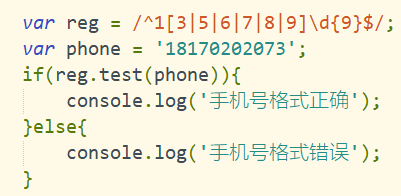 var reg = /^1[3|5|6|7|8|9]\d{9}$/;
var phone = '18170202073';
if(reg.test(phone)){
    console.log('手机号格式正确');
}else{
    console.log('手机号格式错误');
}